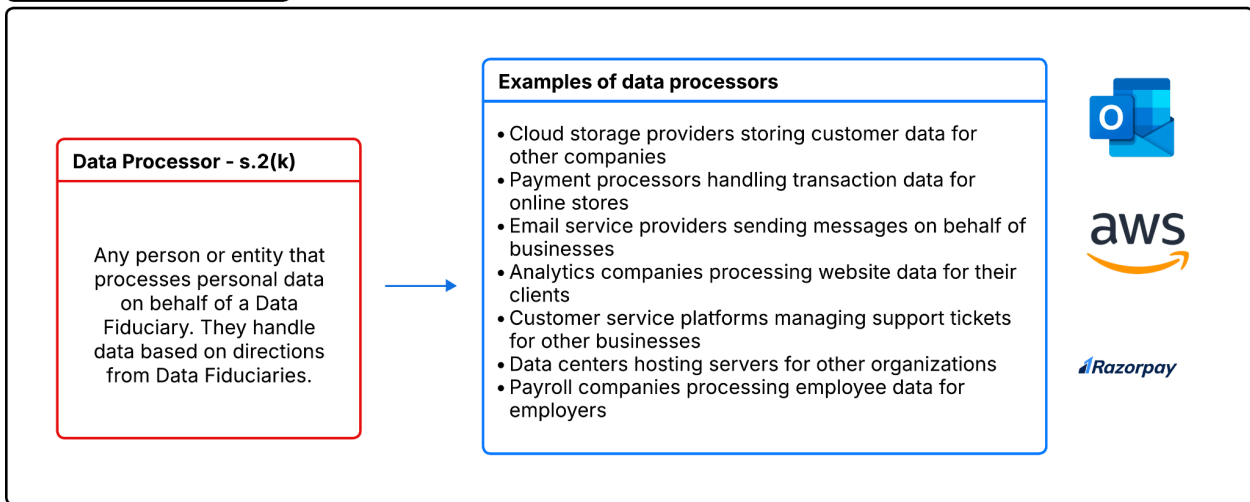 Data Processor - s.2(k)
Any person or entity that
processes personal data
on behalf of a Data
Fiduciary. They handle
data based on directions
from Data Fiduciaries.
Examples of data processors
• Cloud storage providers storing customer data for
other companies
• Payment processors handling transaction data for
online stores
• Email service providers sending messages on behalf of
businesses
• Analytics companies processing website data for their
clients
• Customer service platforms managing support tickets
for other businesses
• Data centers hosting servers for other organizations
• Payroll companies processing employee data for
employers
O
aws
Razorpay